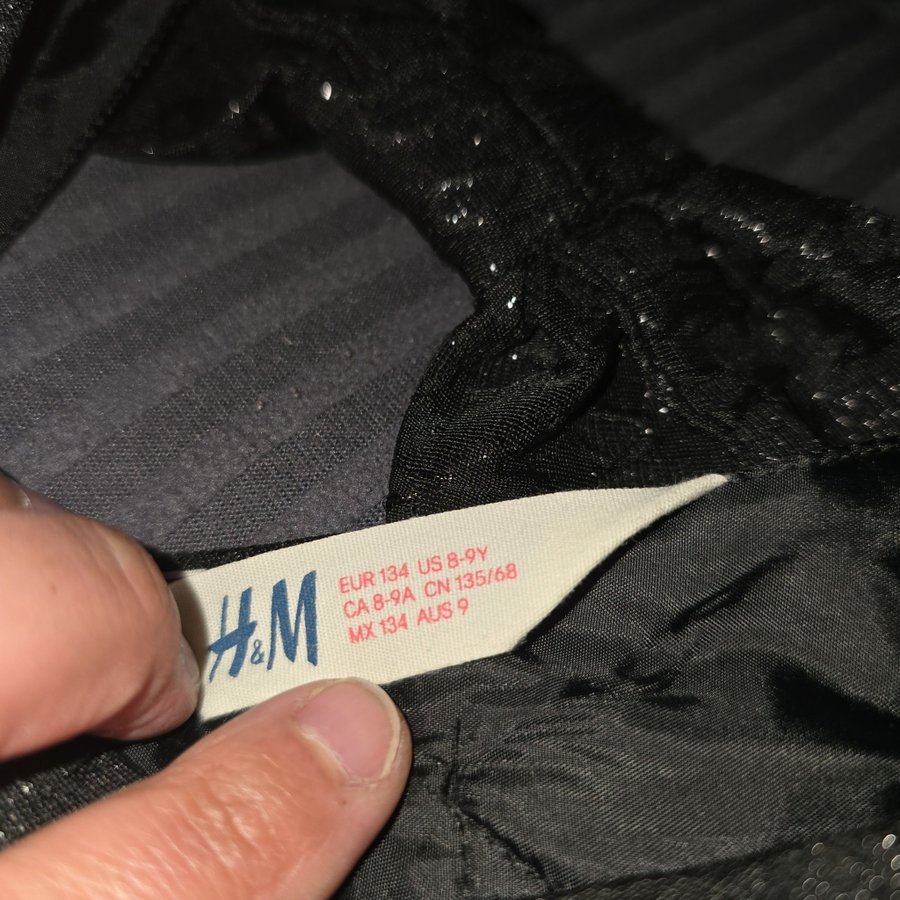 H&M
EUR 134 US 8-9Y
CA 8-9A CN 135/68
MX 134 AUS 9